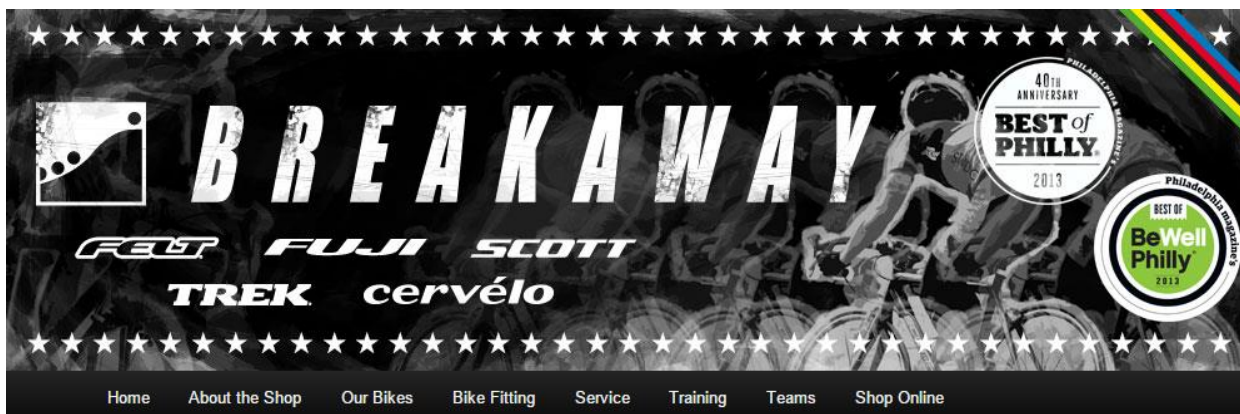 BREAKAWAY
FELT FUJI SCOTT
TREK cervélo
PHILADELPHIA MAGAZINE'S
40TH
ANNIVERSARY
BEST of
PHILLY.
2013
Philadelphia magazine's
BEST OF
BeWell
Philly
2013
Home About the Shop Our Bikes Bike Fitting Service Training Teams Shop Online